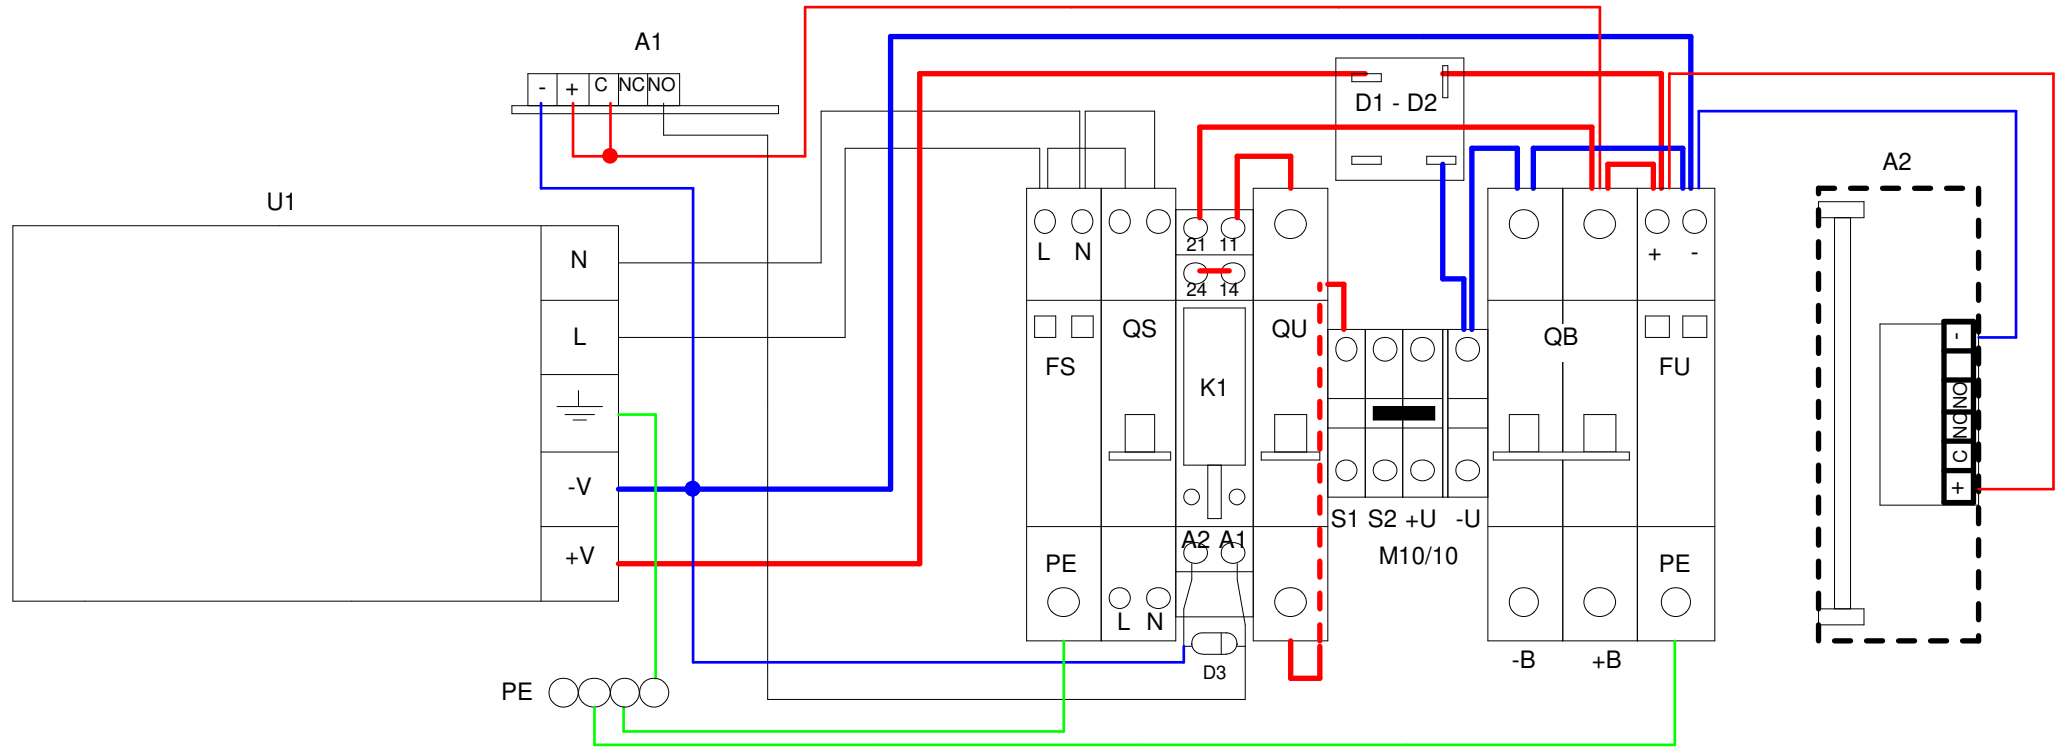 A1
- + C NC NO
D1 - D2
A2
U1
N
L
-V
+V
L N
21 11
24 14
+ -
QS
QU
QB
FS
K1
FU
-
NO
NC
C
+
S1 S2 +U -U
M10/10
A2 A1
PE
PE
L N
D3
-B
+B
PE